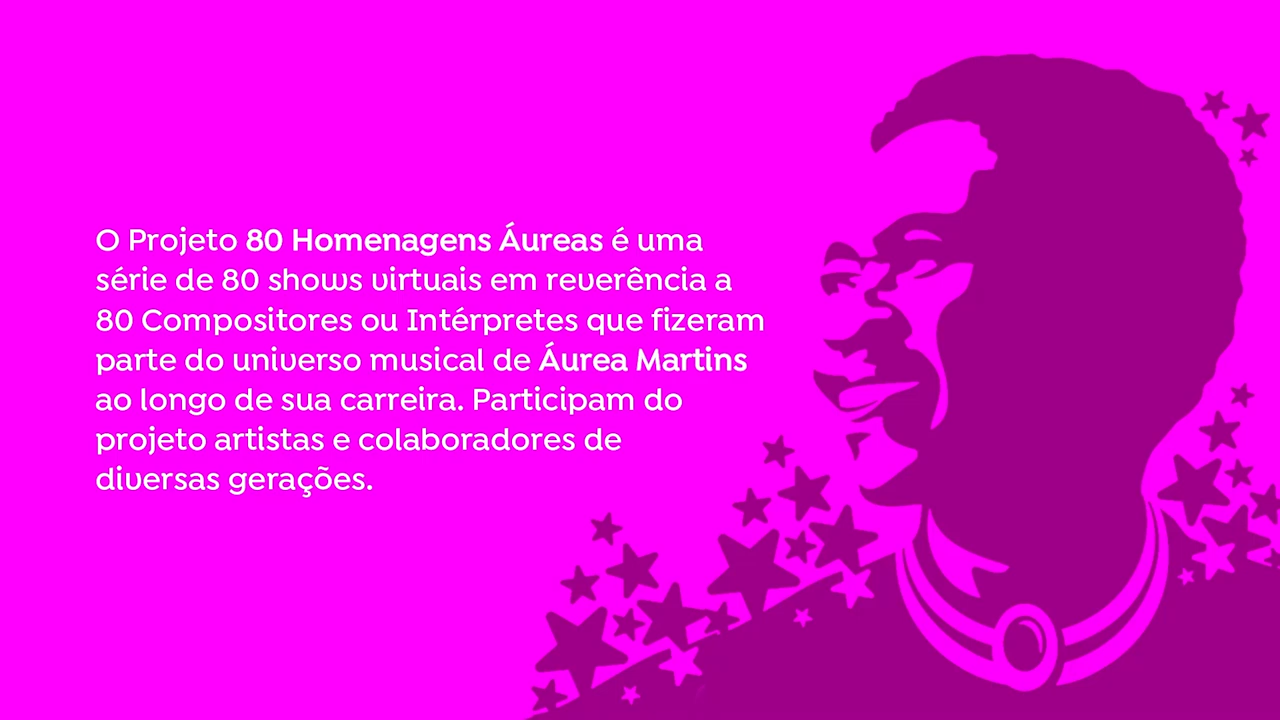 O Projeto 80 Homenagens Áureas é uma
série de 80 shows virtuais em reverência a
80 Compositores ou Intérpretes que fizeram
parte do universo musical de Áurea Martins
ao longo de sua carreira. Participam do
projeto artistas e colaboradores de
diversas gerações.